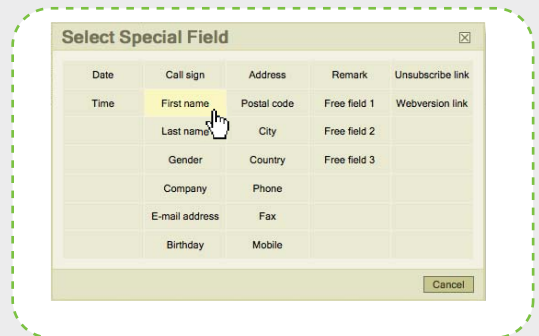 Select Special Field
Date Call sign Address Remark Unsubscribe link
Time First name Postal code Free field 1 Webversion link
Last name City Free field 2
Gender Country Free field 3
Company Phone
E-mail address Fax
Birthday Mobile
Cancel